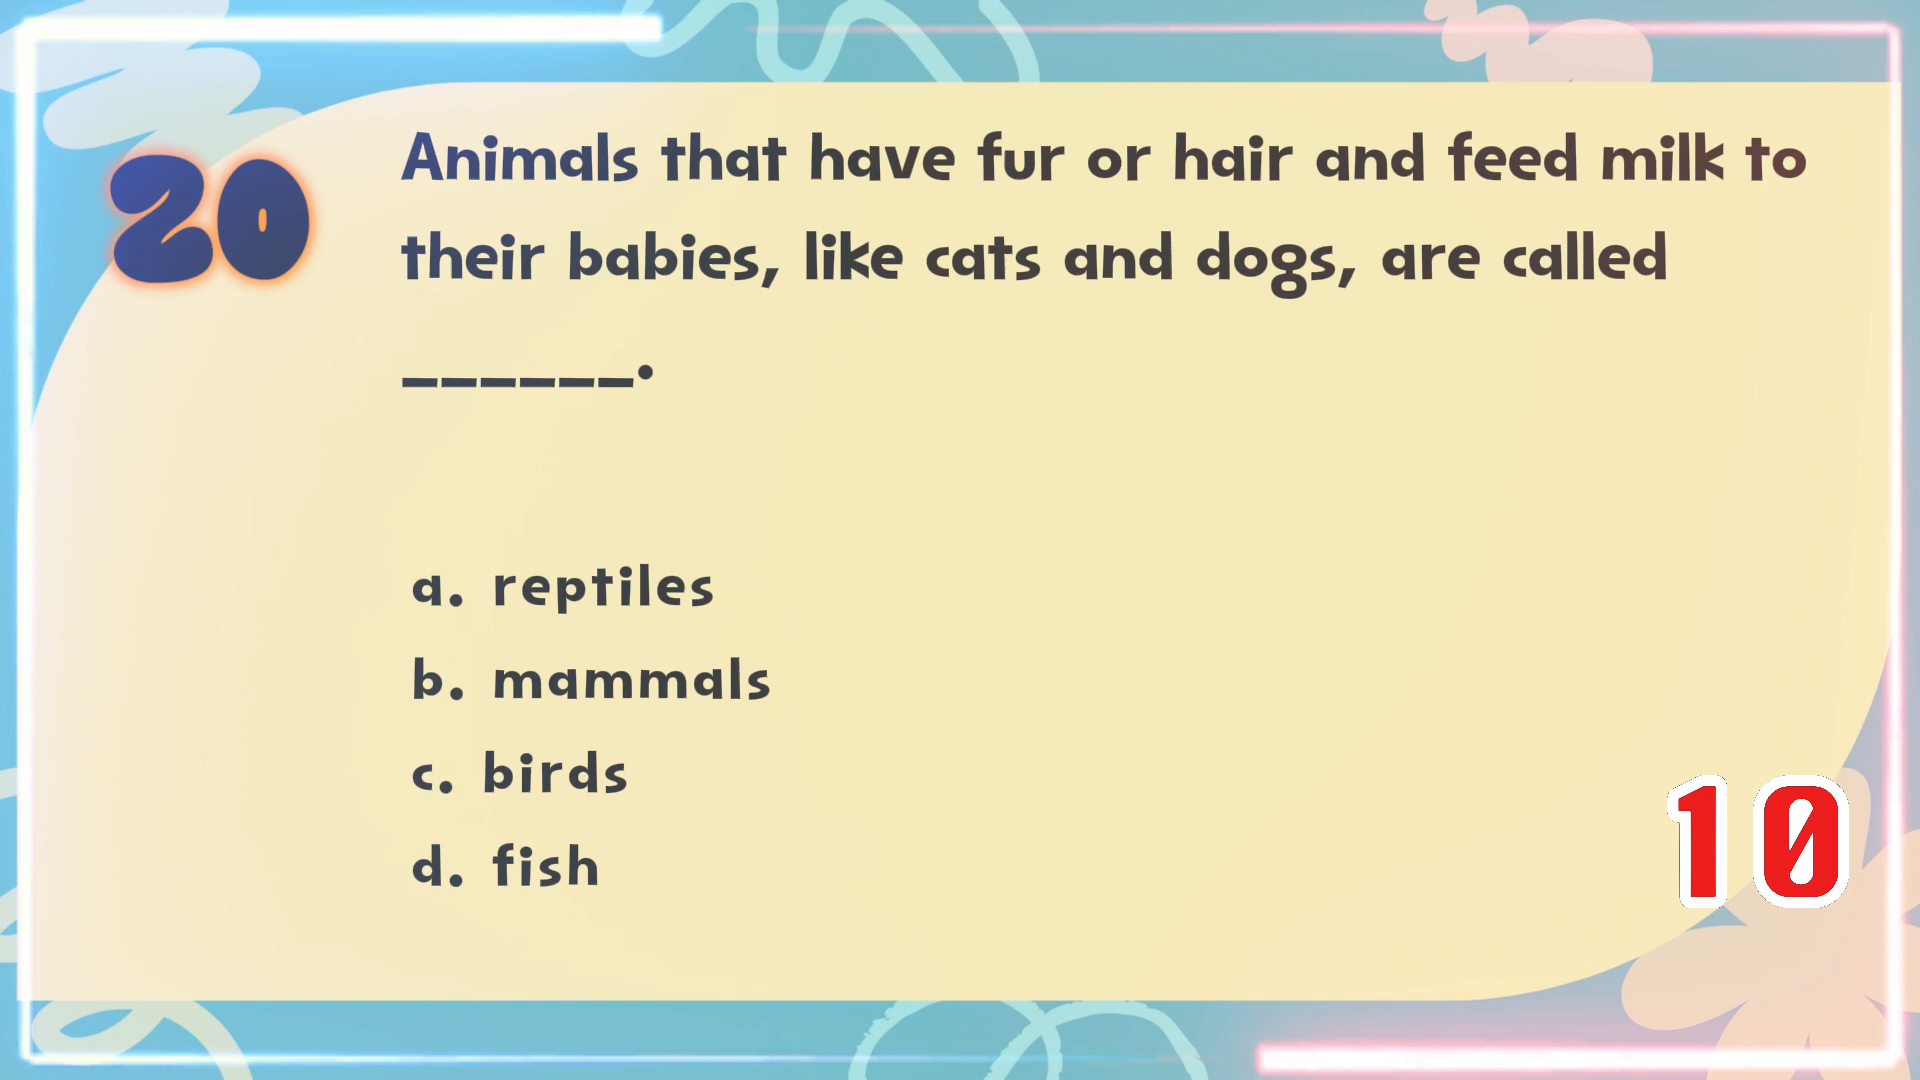 20
Animals that have fur or hair and feed milk to
their babies, like cats and dogs, are called
______.
a. reptiles
b. mammals
c. birds
d. fish
10